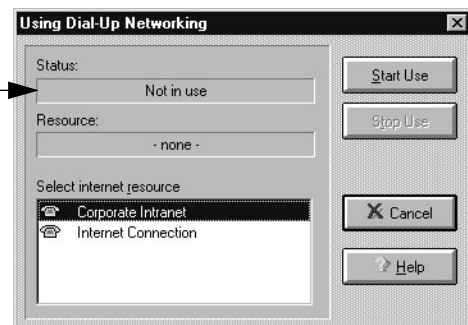 Using Dial-Up Networking
Status:
Not in use
Resource:
- none -
Select internet resource
Corporate Intranet
Internet Connection
Start Use
Stop Use
Cancel
Help